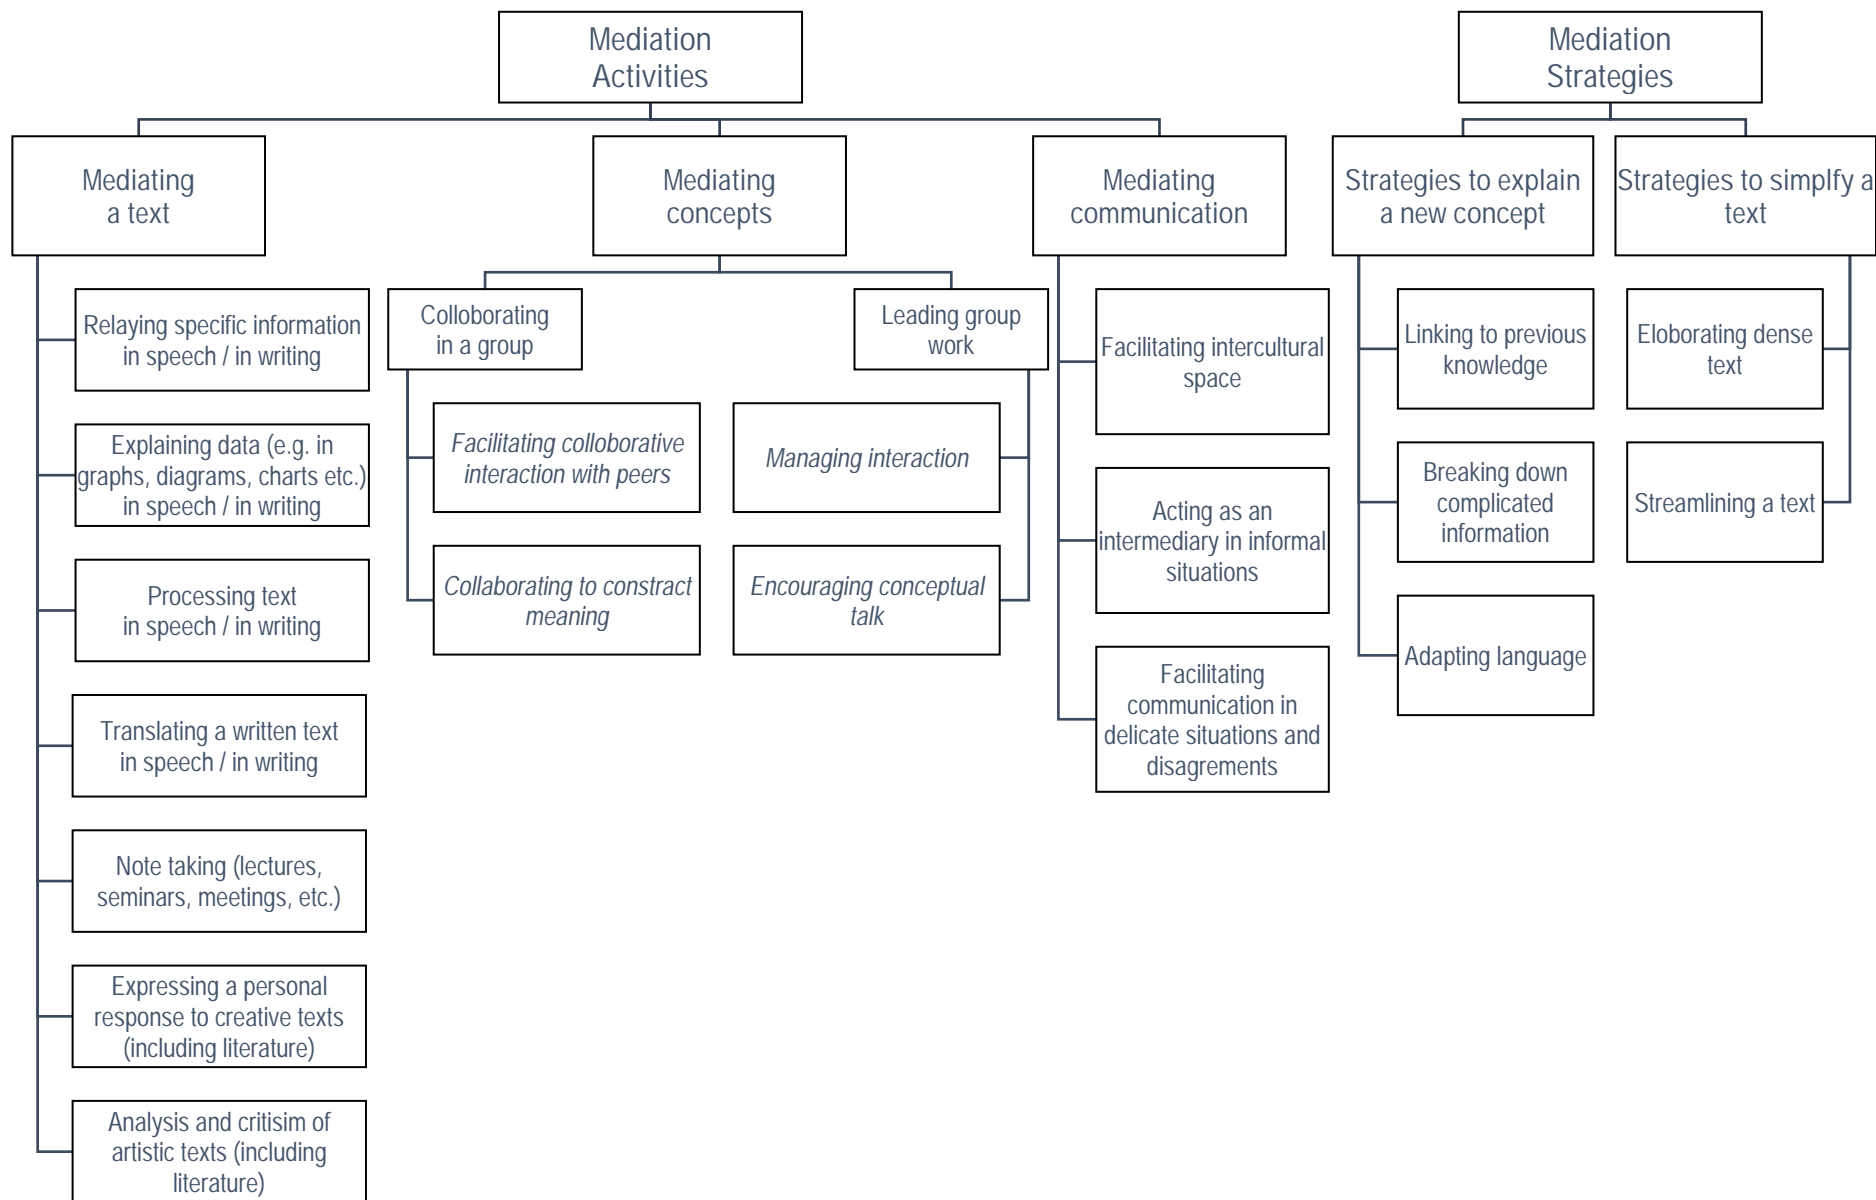 Mediation
Activities
Mediation
Strategies
Mediating
a text
Mediating
concepts
Mediating
communication
Strategies to explain
a new concept
Strategies to simplfy a
text
Relaying specific information
in speech / in writing
Explaining data (e.g. in
graphs, diagrams, charts etc.)
in speech / in writing
Processing text
in speech / in writing
Translating a written text
in speech / in writing
Note taking (lectures,
seminars, meetings, etc.)
Expressing a personal
response to creative texts
(including literature)
Analysis and critisim of
artistic texts (including
literature)
Colloborating
in a group
Facilitating colloborative
interaction with peers
Collaborating to constract
meaning
Leading group
work
Managing interaction
Encouraging conceptual
talk
Facilitating intercultural
space
Acting as an
intermediary in informal
situations
Facilitating
communication in
delicate situations and
disagrements
Linking to previous
knowledge
Breaking down
complicated
information
Adapting language
Eloborating dense
text
Streamlining a text